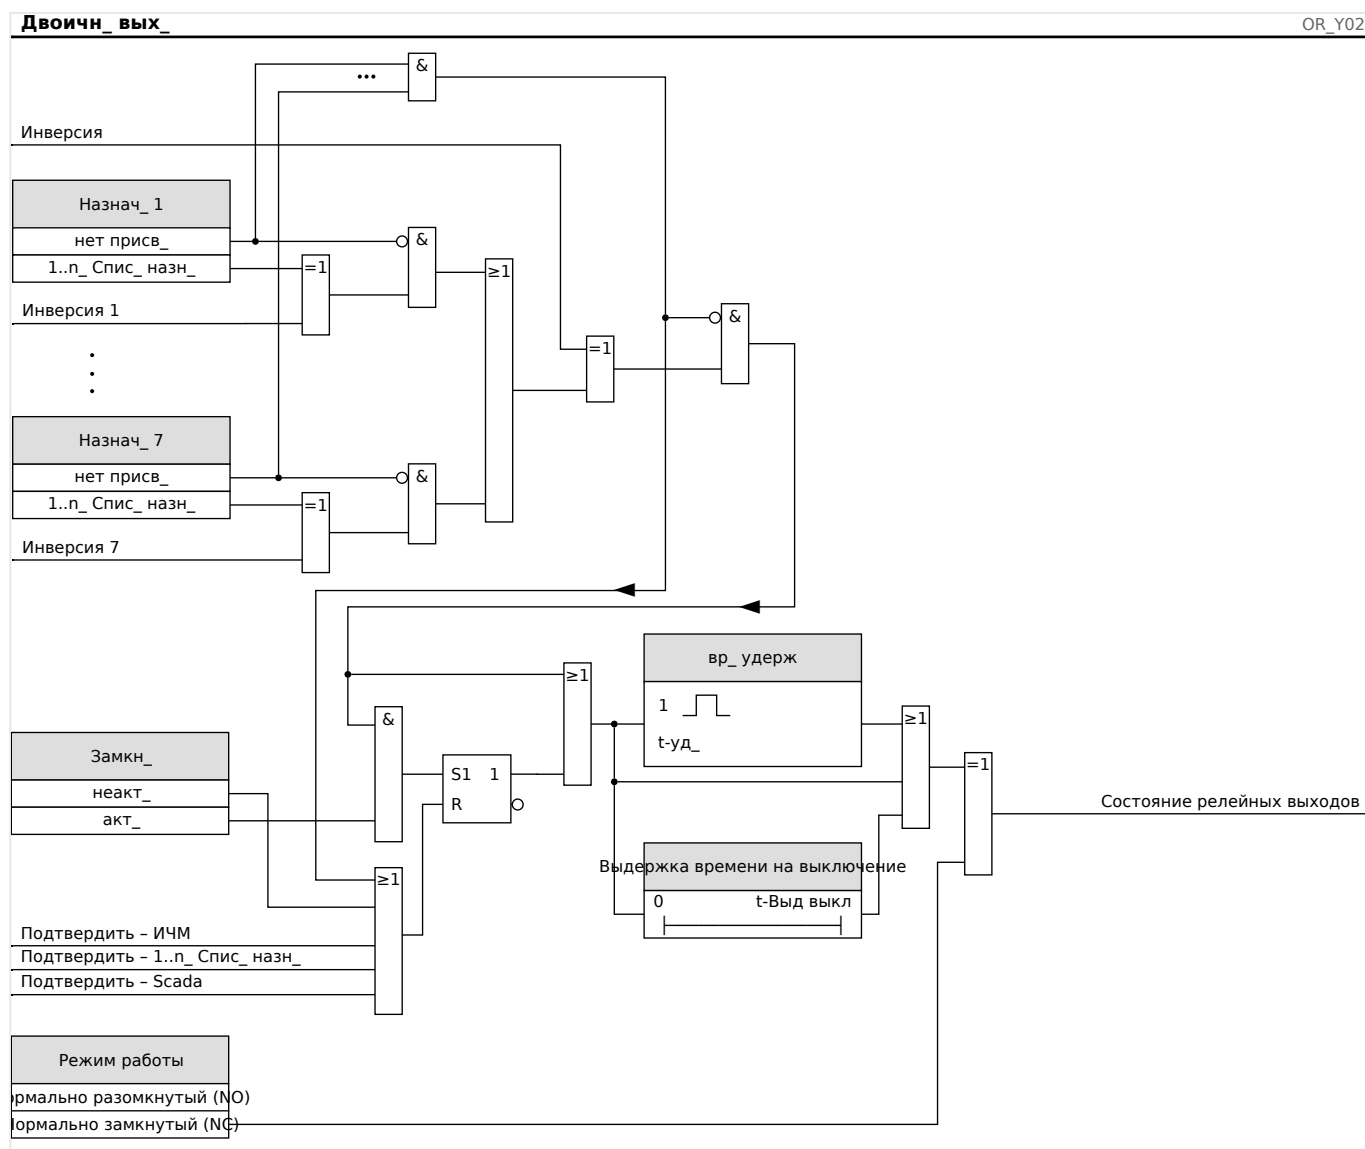 Двоичн_ вых_
OR_Y02
&
...
Инверсия
Назнач_ 1
нет присв_
&
1..n_ Спис_ назн_
=1
≥1
Инверсия 1
&
=1
Назнач_ 7
нет присв_
&
1..n_ Спис_ назн_
=1
Инверсия 7
вр_ удерж
≥1
1
&
≥1
t-уд_
Замкн_
=1
S1 1
неакт_
R
Состояние релейных выходов
акт_
Выдержка времени на выключение
≥1
0
t-Выд выкл
Подтвердить – ИЧМ
Подтвердить – 1..n_ Спис_ назн_
Подтвердить – Scada
Режим работы
ормально разомкнутый (NO)
Нормально замкнутый (NC)